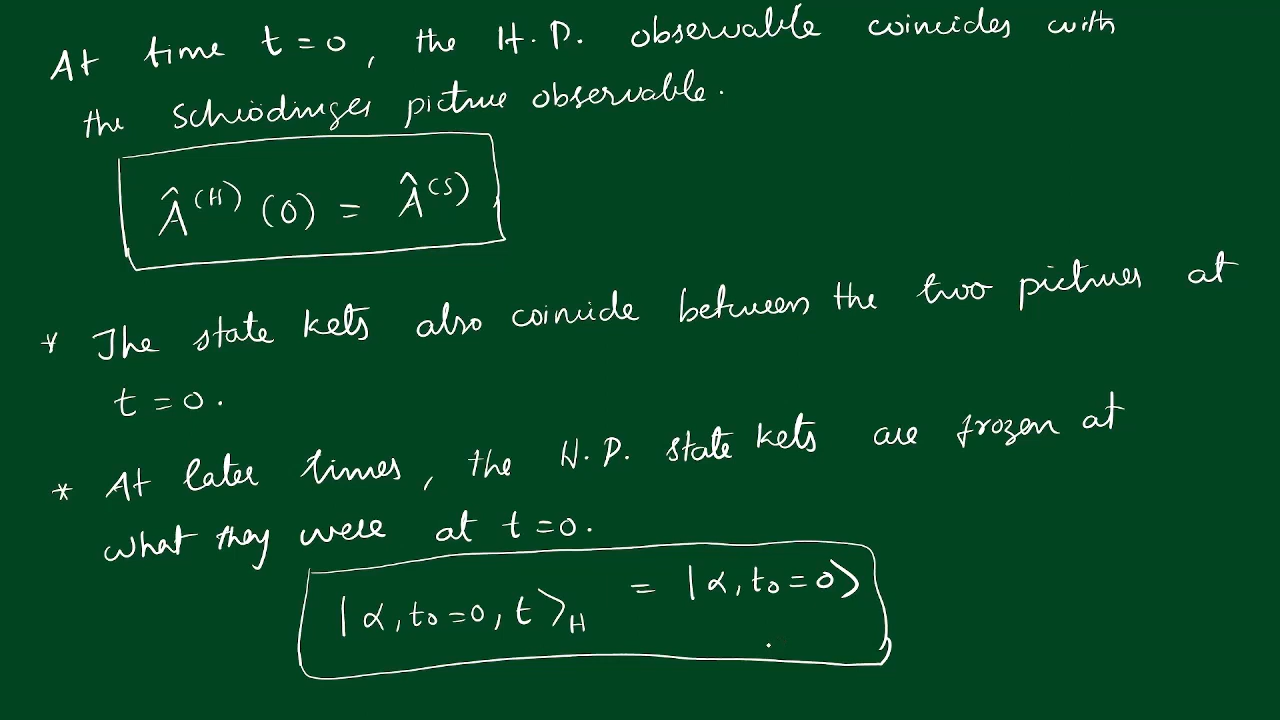 At time t = 0, the H.P. observable coincides with
the Schrödinger picture observable.
Â^(H) (0) = Â^(S)
* The state kets also coincide between the two pictures at
t = 0.
* At later times, the H.P. state kets are frozen at
what they were at t = 0.
|α, t₀ = 0, t⟩_H = |α, t₀ = 0⟩